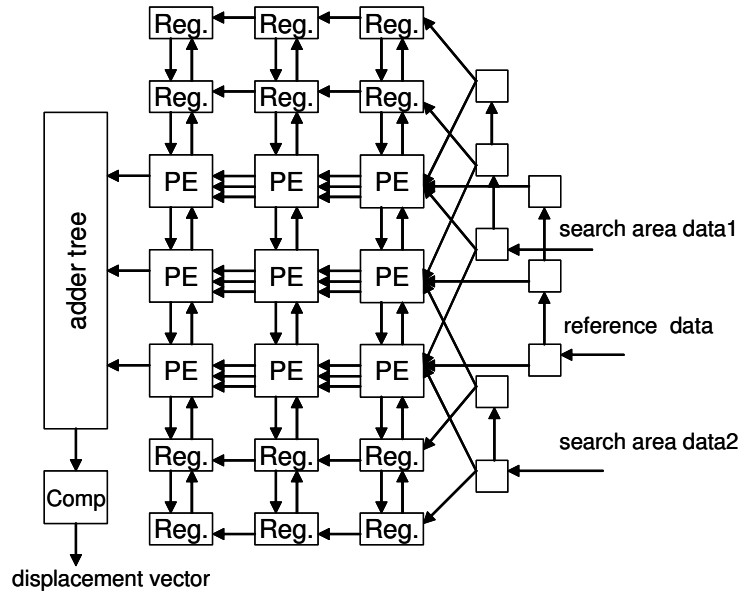 Reg. Reg. Reg.
Reg. Reg. Reg.
PE PE PE
search area data1
adder tree
PE PE PE
reference data
PE PE PE
search area data2
Reg. Reg. Reg.
Comp
Reg. Reg. Reg.
displacement vector